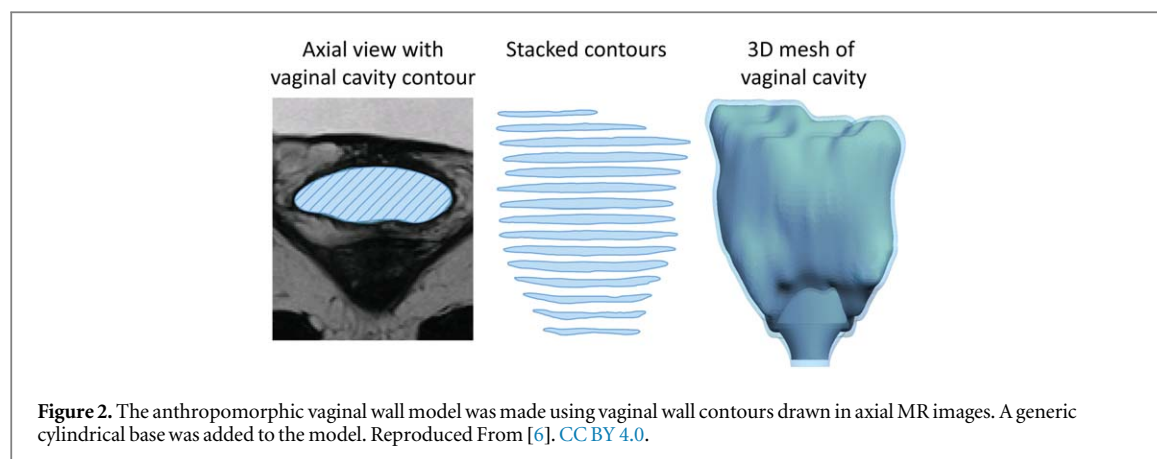 Axial view with
vaginal cavity contour
Stacked contours
3D mesh of
vaginal cavity
Figure 2. The anthropomorphic vaginal wall model was made using vaginal wall contours drawn in axial MR images. A generic
cylindrical base was added to the model. Reproduced From [6]. CC BY 4.0.